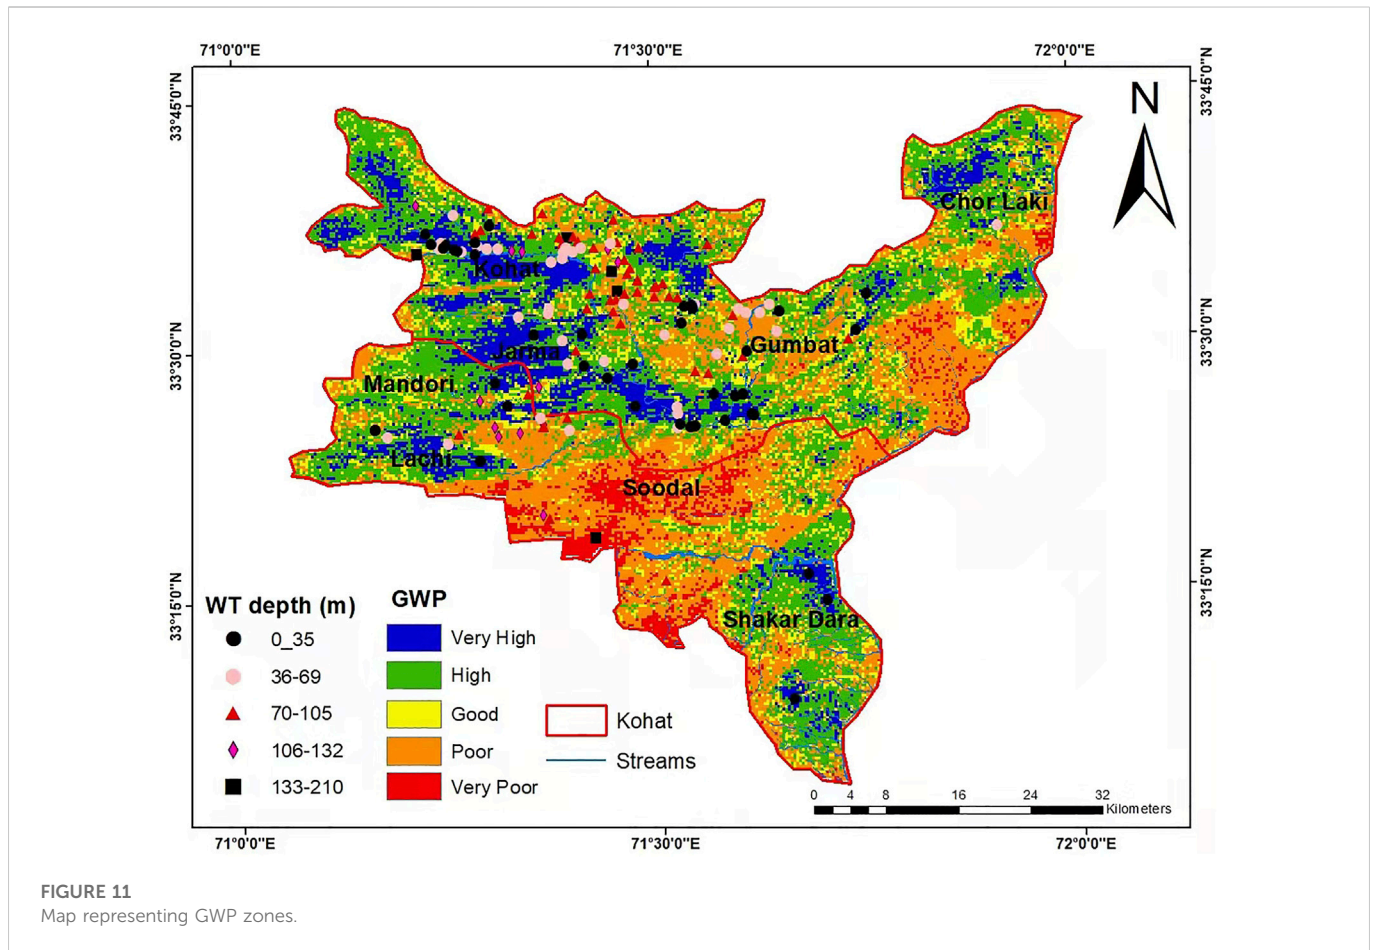 71°0'0"E
71°30'0"E
72°0'0"E
33°45'0"N
33°45'0"N
N
Chor Laki
Kohat
33°30'0"N
Gumbat
Jarma
33°30'0"N
Mandori
Lachi
Soodal
33°15'0"N
33°15'0"N
Shakar Dara
WT depth (m)
0_35
36-69
70-105
106-132
133-210
GWP
Very High
High
Good
Poor
Very Poor
Kohat
Streams
0 4 8 16 24 32
Kilometers
71°0'0"E
71°30'0"E
72°0'0"E
FIGURE 11
Map representing GWP zones.